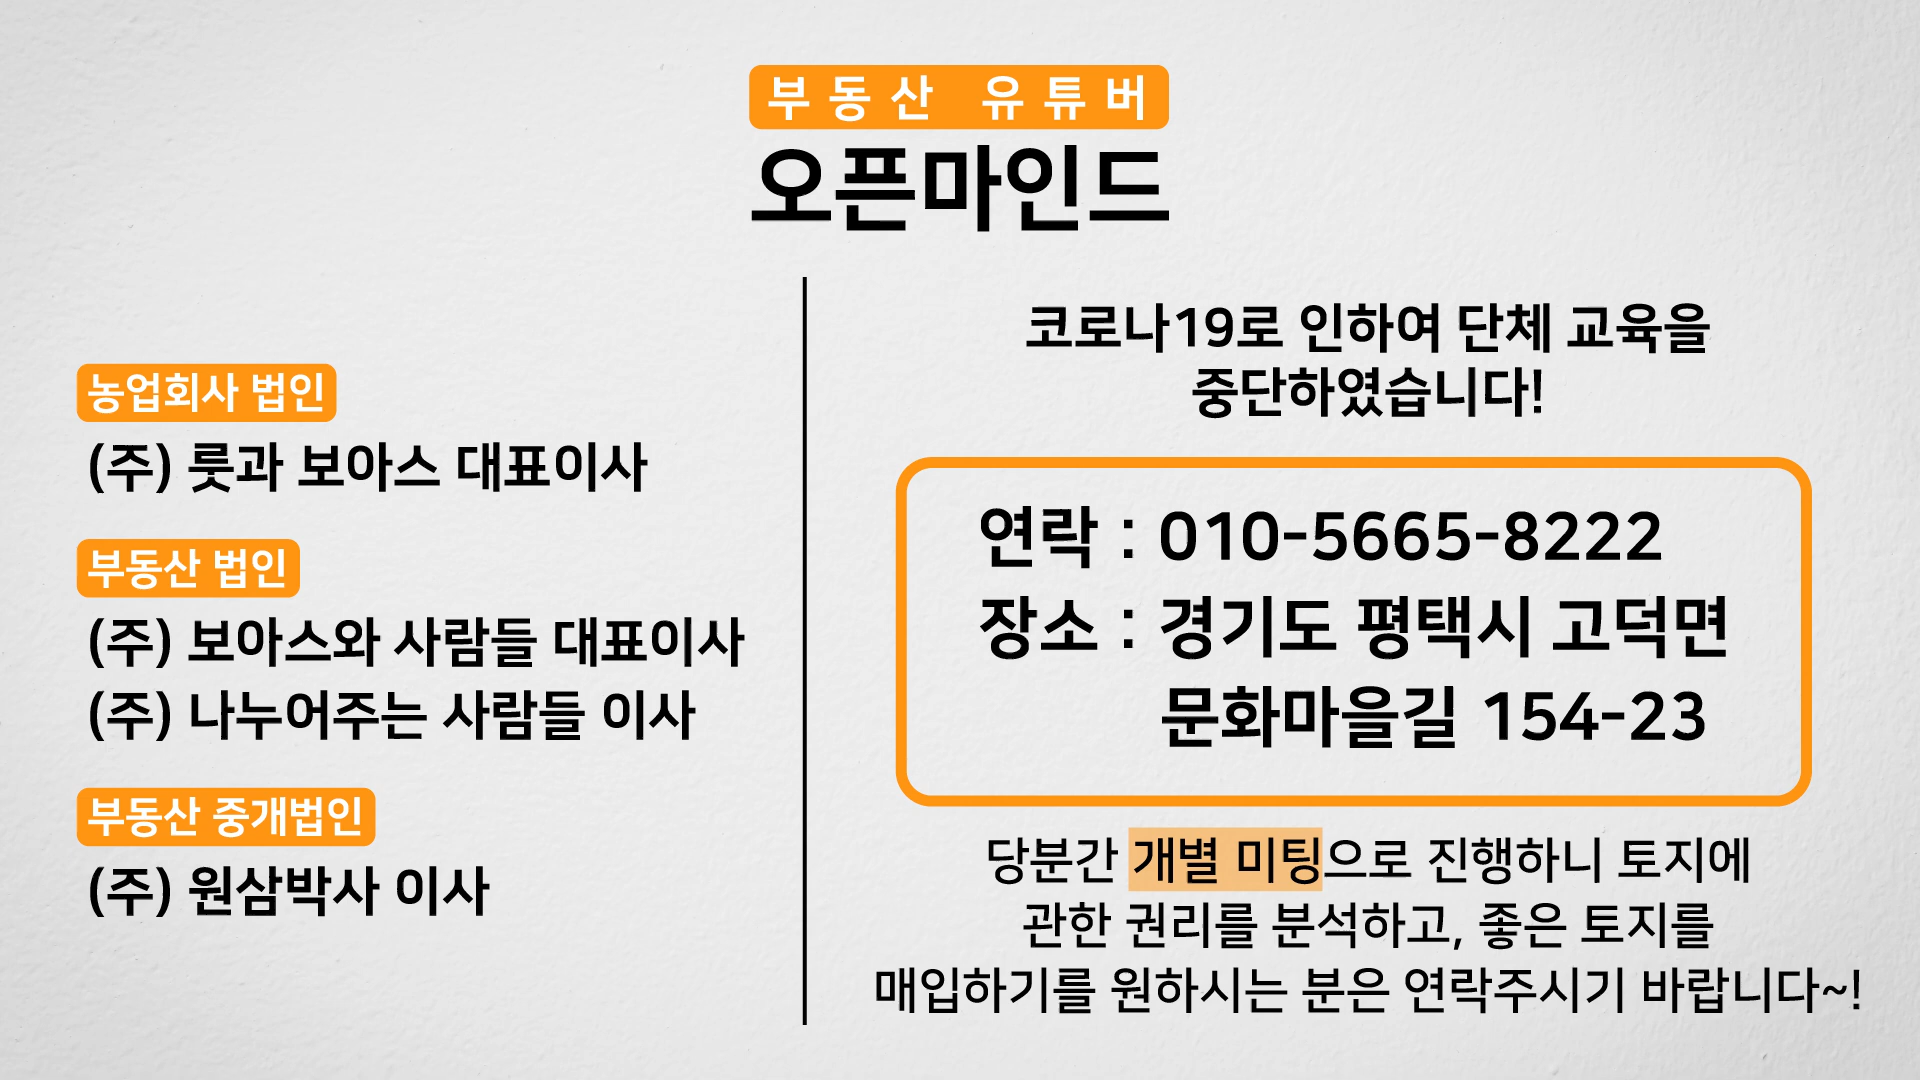 부동산 유튜버
오픈마인드
농업회사 법인
(주) 룻과 보아스 대표이사
부동산 법인
(주) 보아스와 사람들 대표이사
(주) 나누어주는 사람들 이사
부동산 중개법인
(주) 원삼박사 이사
코로나19로 인하여 단체 교육을
중단하였습니다!
연락 : 010-5665-8222
장소 : 경기도 평택시 고덕면
문화마을길 154-23
당분간 개별 미팅으로 진행하니 토지에
관한 권리를 분석하고, 좋은 토지를
매입하기를 원하시는 분은 연락주시기 바랍니다~!